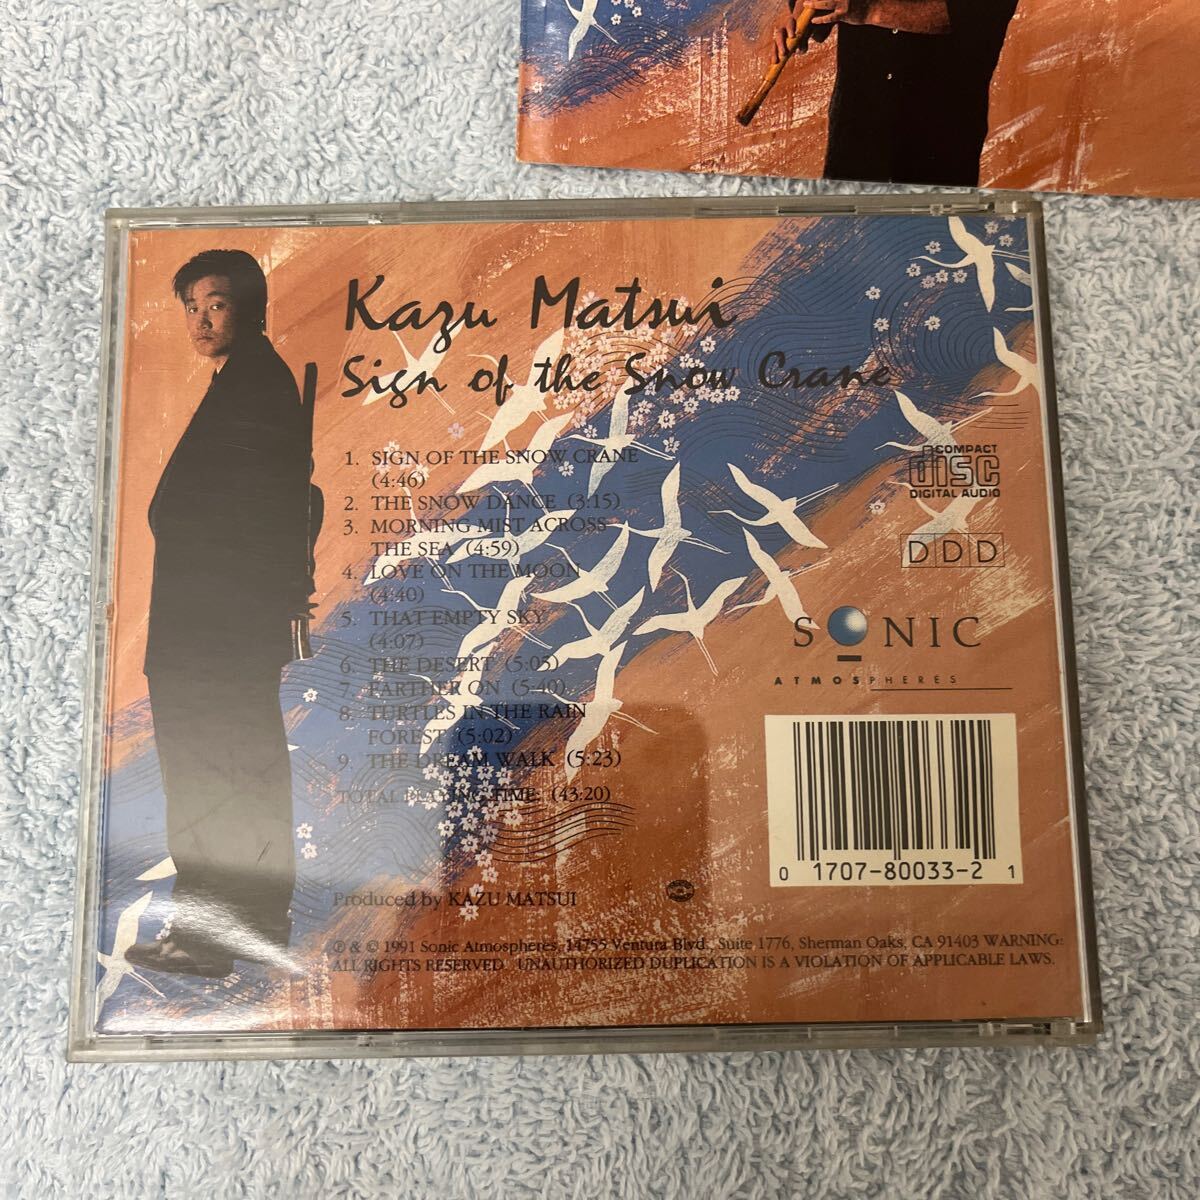 Kazu Matsui
Sign of the Snow Crane
1. SIGN OF THE SNOW CRANE
(4:46)
2. THE SNOW DANCE (3:15)
3. MORNING MIST ACROSS
THE SEA (4:59)
4. LOVE ON THE MOON
(4:40)
5. THAT EMPTY SKY
(4:07)
6. THE DESERT (5:05)
7. FARTHER ON (5:40)
8. TURTLES IN THE RAIN
FOREST (5:02)
9. THE DREAM WALK (5:23)
TOTAL PLAYING TIME: (43:20)
Produced by KAZU MATSUI
COMPACT
disc
DIGITAL AUDIO
DDD
SONIC
ATMOSPHERES
0 1707-80033-2 1
℗ & © 1991 Sonic Atmospheres, 14755 Ventura Blvd., Suite 1776, Sherman Oaks, CA 91403 WARNING:
ALL RIGHTS RESERVED. UNAUTHORIZED DUPLICATION IS A VIOLATION OF APPLICABLE LAWS.